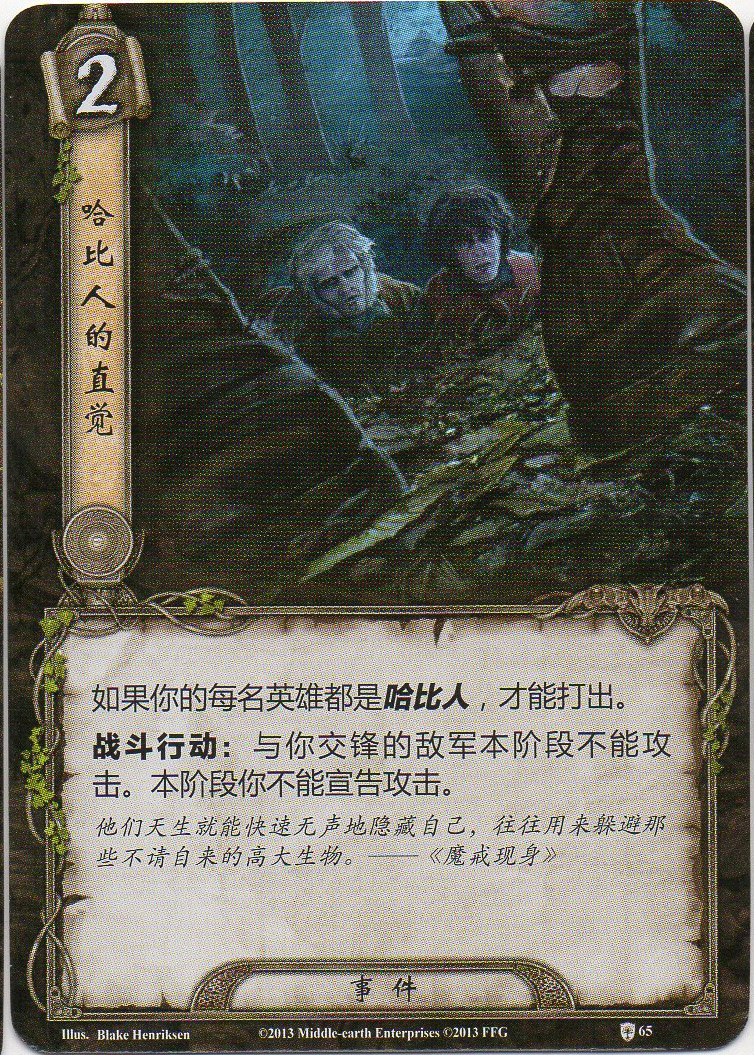 2
哈比人的直觉
如果你的每名英雄都是哈比人，才能打出。
战斗行动：与你交锋的敌军本阶段不能攻
击。本阶段你不能宣告攻击。
他们天生就能快速无声地隐藏自己，往往用来躲避那
些不请自来的高大生物。——《魔戒现身》
事件
Illus. Blake Henriksen ©2013 Middle-earth Enterprises ©2013 FFG 65